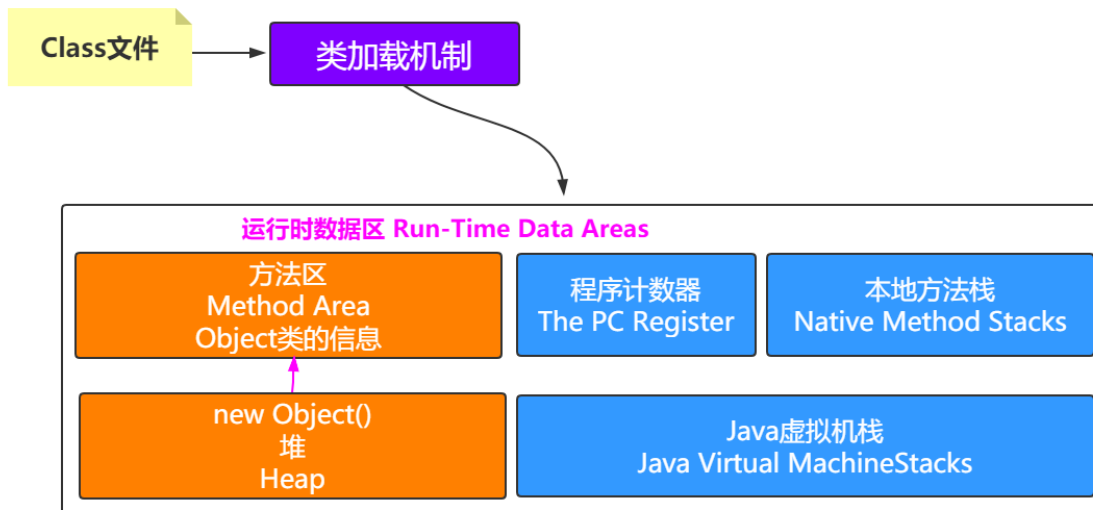 Class文件
类加载机制
运行时数据区 Run-Time Data Areas
方法区
Method Area
Object类的信息
程序计数器
The PC Register
本地方法栈
Native Method Stacks
new Object()
堆
Heap
Java虚拟机栈
Java Virtual MachineStacks